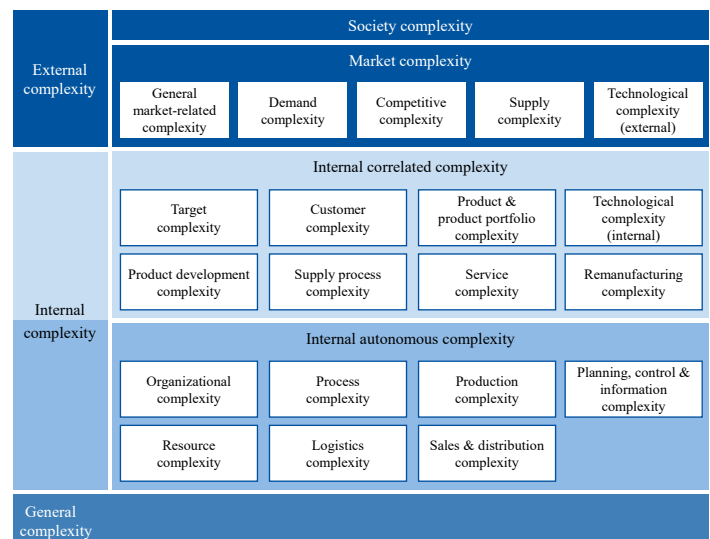 External
complexity
Society complexity
Market complexity
General
market-related
complexity
Demand
complexity
Competitive
complexity
Supply
complexity
Technological
complexity
(external)
Internal
complexity
Internal correlated complexity
Target
complexity
Customer
complexity
Product &
product portfolio
complexity
Technological
complexity
(internal)
Product development
complexity
Supply process
complexity
Service
complexity
Remanufacturing
complexity
Internal autonomous complexity
Organizational
complexity
Process
complexity
Production
complexity
Planning, control &
information
complexity
Resource
complexity
Logistics
complexity
Sales & distribution
complexity
General
complexity